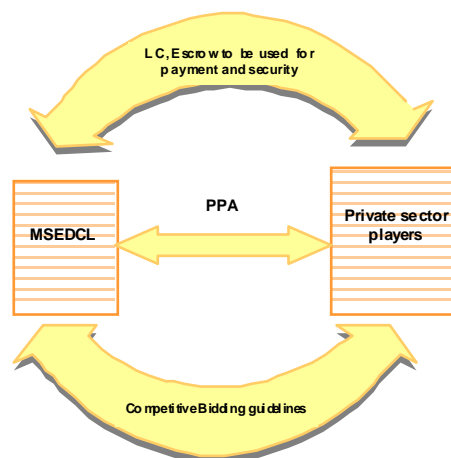 LC, Escrow to be used for
payment and security
PPA
MSEDCL
Private sector
players
Competitive Bidding guidelines